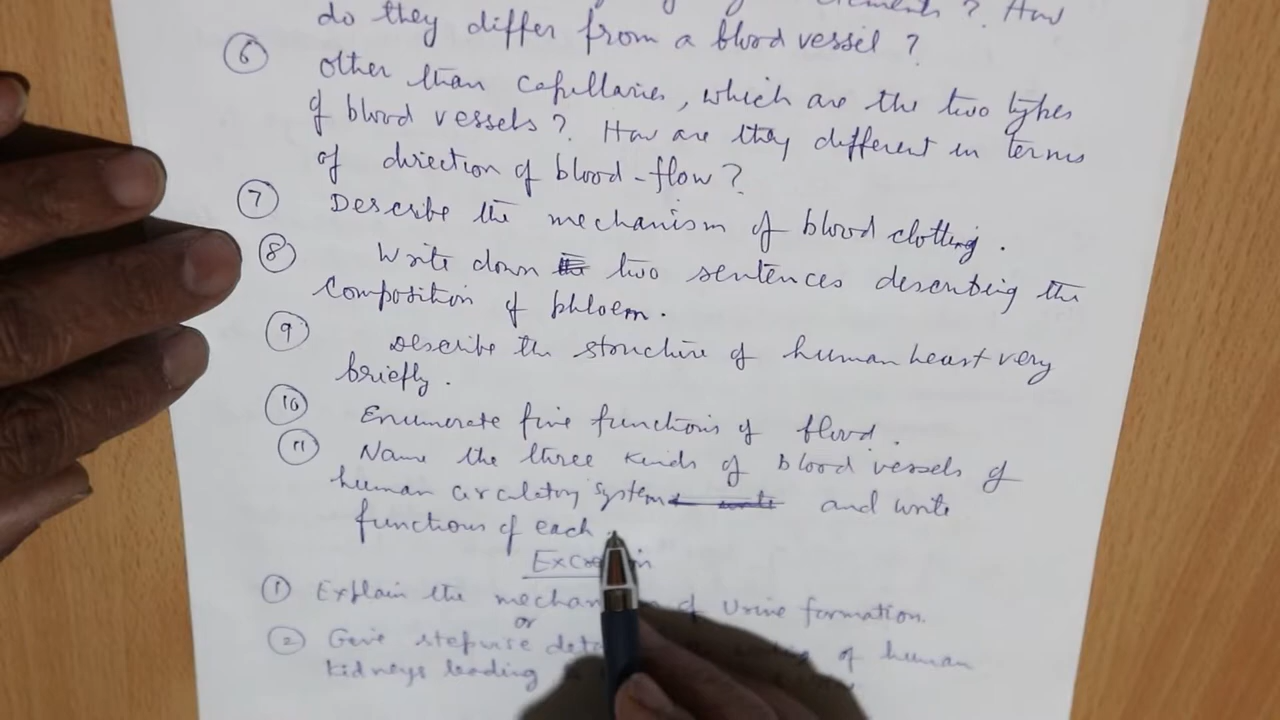 ? How
do they differ from a blood vessel ?
6 Other than capillaries, which are the two types
of blood vessels ? How are they different in terms
of direction of blood-flow ?
7 Describe the mechanism of blood clotting.
8 Write down two sentences describing the
composition of phloem.
9 Describe the structure of human heart very
briefly.
10 Enumerate five functions of blood.
11 Name the three kinds of blood vessels of
human circulatory system and write
functions of each.
1 Explain the of urine formation.
or
2 Give stepwise of human
kidneys leading